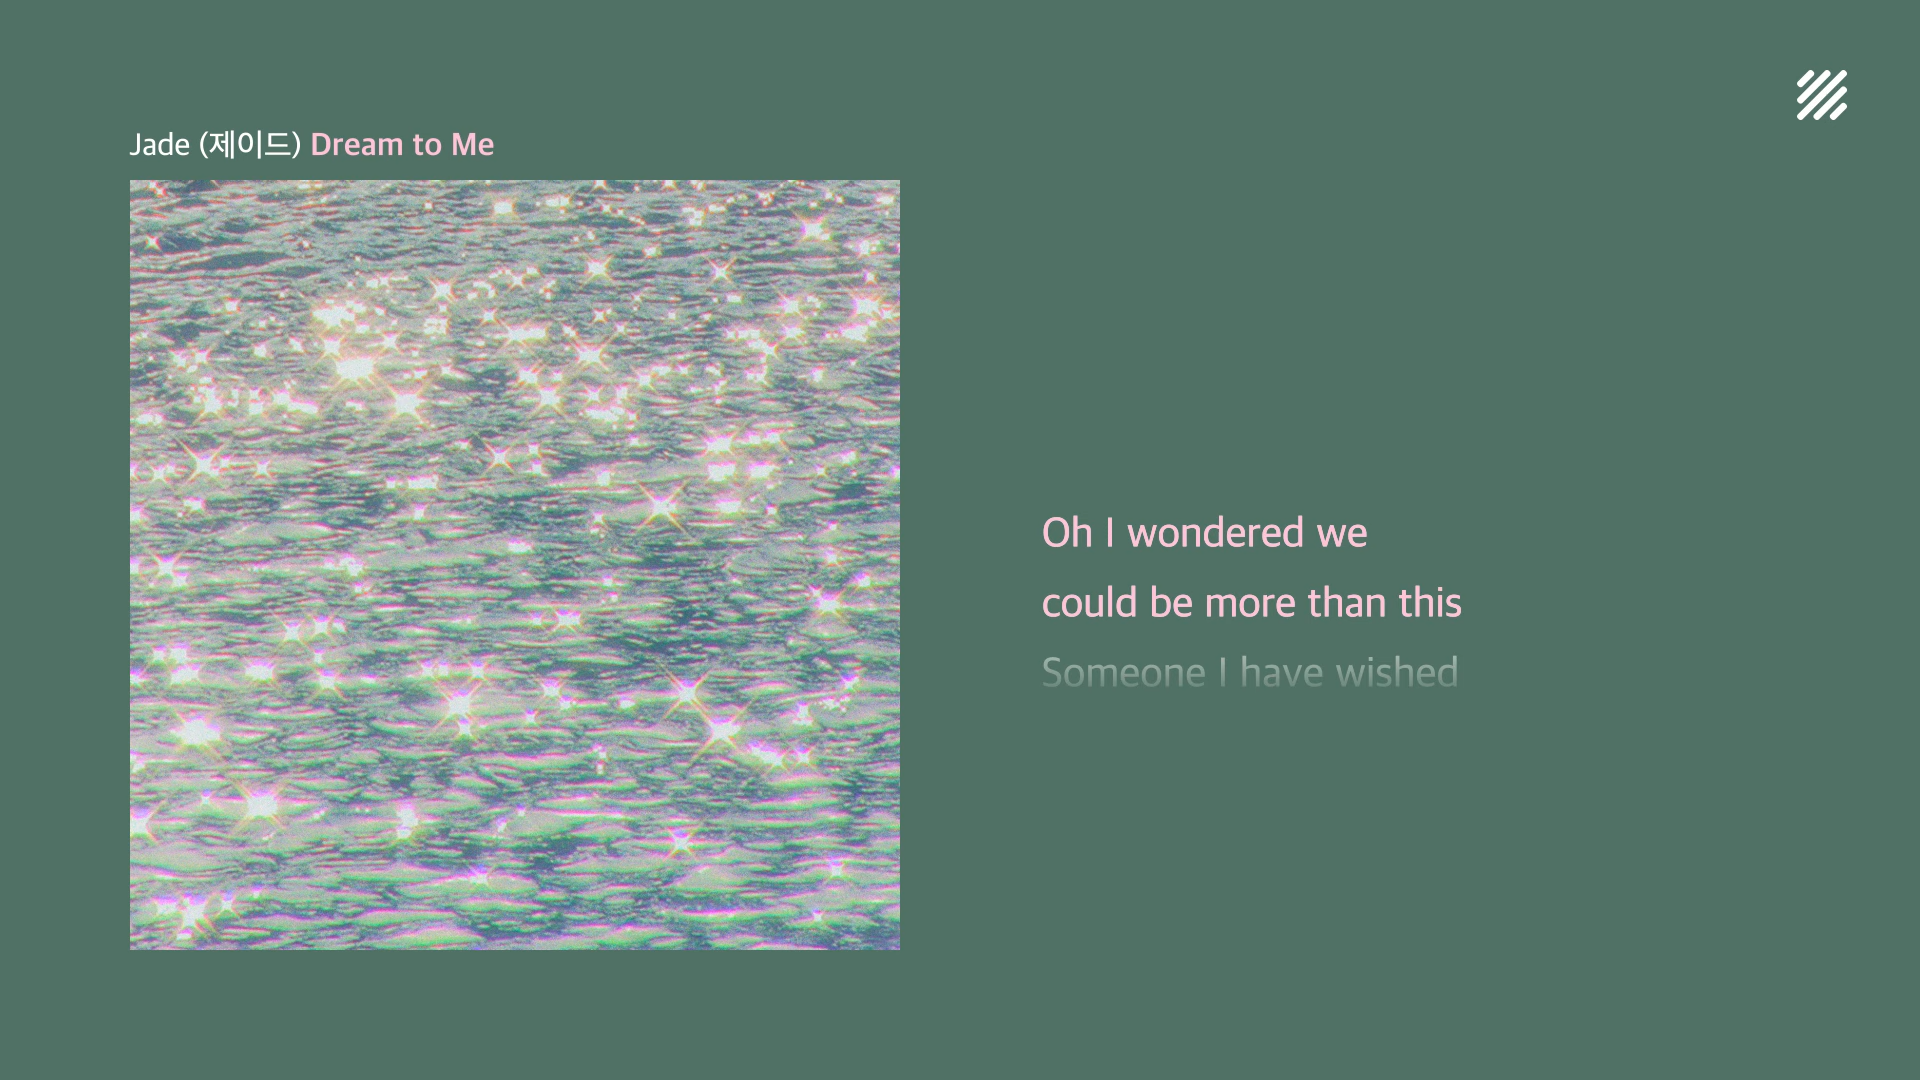 Jade (제이드) Dream to Me
Oh I wondered we
could be more than this
Someone I have wished